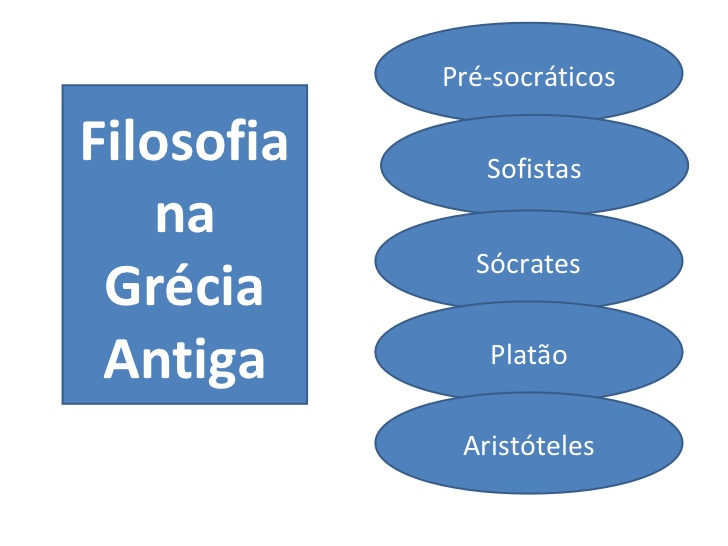 Filosofia
na
Grécia
Antiga
Pré-socráticos
Sofistas
Sócrates
Platão
Aristóteles